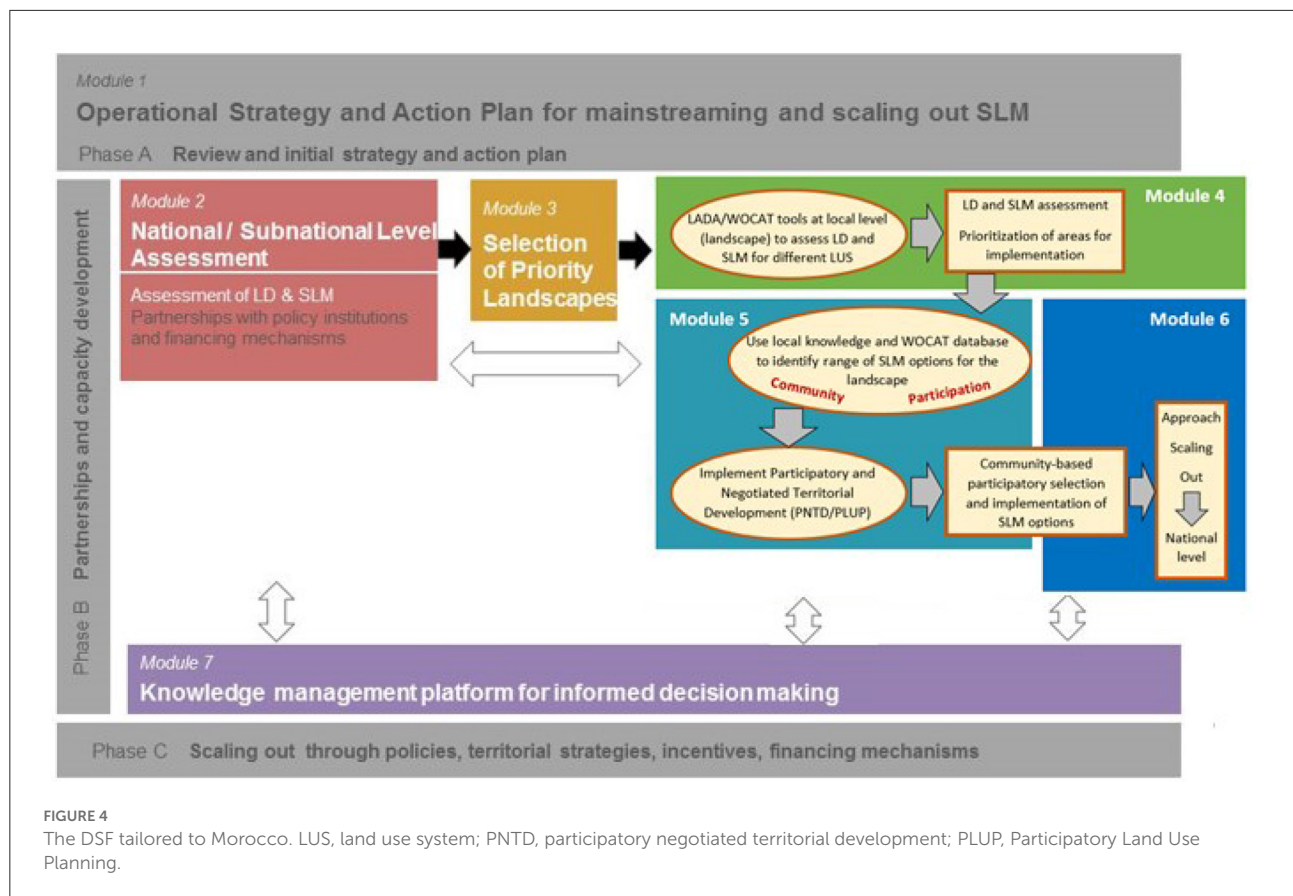 Module 1
Operational Strategy and Action Plan for mainstreaming and scaling out SLM
Phase A Review and initial strategy and action plan
Phase B Partnerships and capacity development
Module 2
National / Subnational Level
Assessment
Assessment of LD & SLM
Partnerships with policy institutions
and financing mechanisms
Module 3
Selection
of Priority
Landscapes
Module 4
LADA/WOCAT tools at local level
(landscape) to assess LD and
SLM for different LUS
LD and SLM assessment
Prioritization of areas for
implementation
Module 5
Use local knowledge and WOCAT database
to identify range of SLM options for the
landscape
Community Participation
Implement Participatory and
Negotiated Territorial
Development (PNTD/PLUP)
Community-based
participatory selection
and implementation of
SLM options
Module 6
Approach
Scaling
Out
National
level
Module 7
Knowledge management platform for informed decision making
Phase C Scaling out through policies, territorial strategies, incentives, financing mechanisms
FIGURE 4
The DSF tailored to Morocco. LUS, land use system; PNTD, participatory negotiated territorial development; PLUP, Participatory Land Use
Planning.